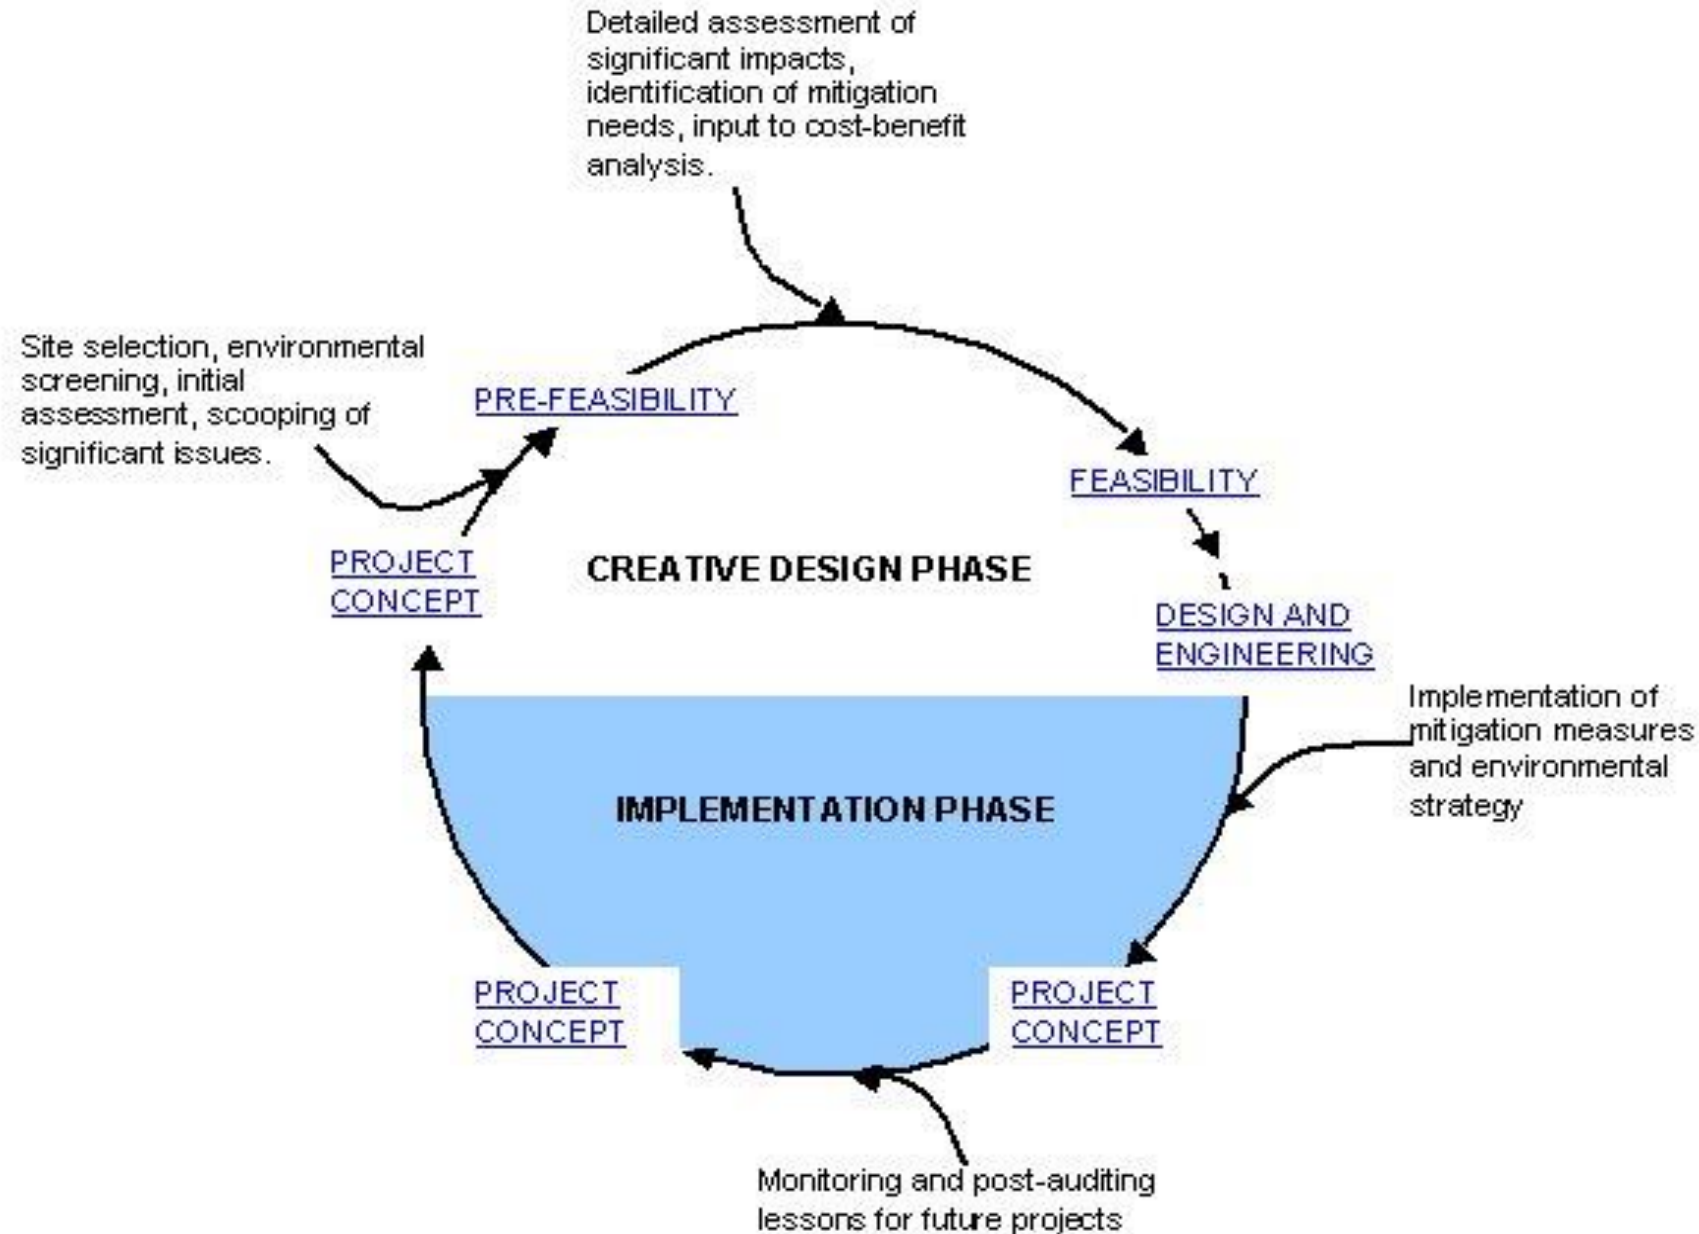 Detailed assessment of
significant impacts,
identification of mitigation
needs, input to cost-benefit
analysis.
Site selection, environmental
screening, initial
assessment, scooping of
significant issues.
PRE-FEASIBILITY
FEASIBILITY
PROJECT
CONCEPT
CREATIVE DESIGN PHASE
DESIGN AND
ENGINEERING
Implementation of
mitigation measures
and environmental
strategy
IMPLEMENTATION PHASE
PROJECT
CONCEPT
PROJECT
CONCEPT
Monitoring and post-auditing
lessons for future projects